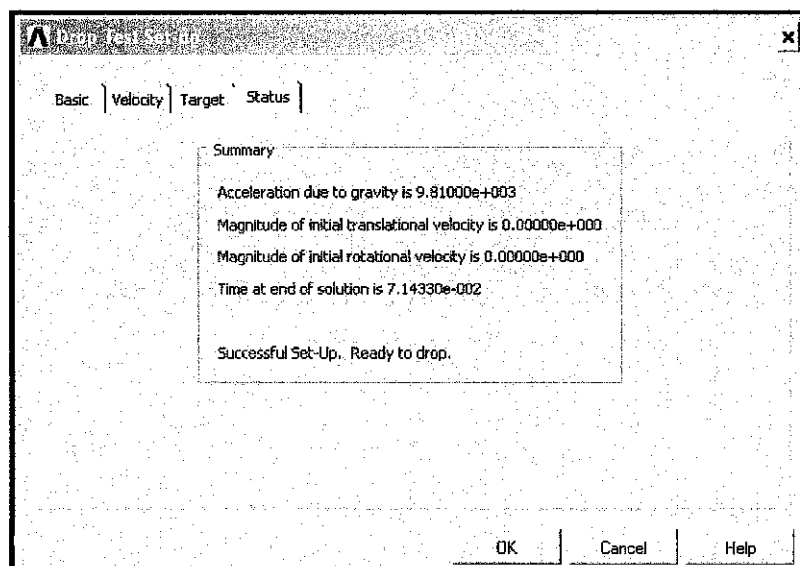 Drop Test Set-up
Basic Velocity Target Status
Summary
Acceleration due to gravity is 9.81000e+003
Magnitude of initial translational velocity is 0.00000e+000
Magnitude of initial rotational velocity is 0.00000e+000
Time at end of solution is 7.14330e-002
Successful Set-Up. Ready to drop.
OK Cancel Help